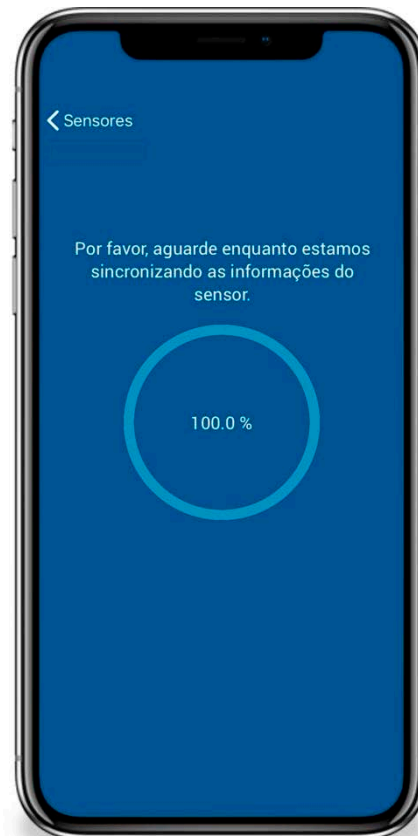 Sensores
Por favor, aguarde enquanto estamos
sincronizando as informações do
sensor.
100.0 %